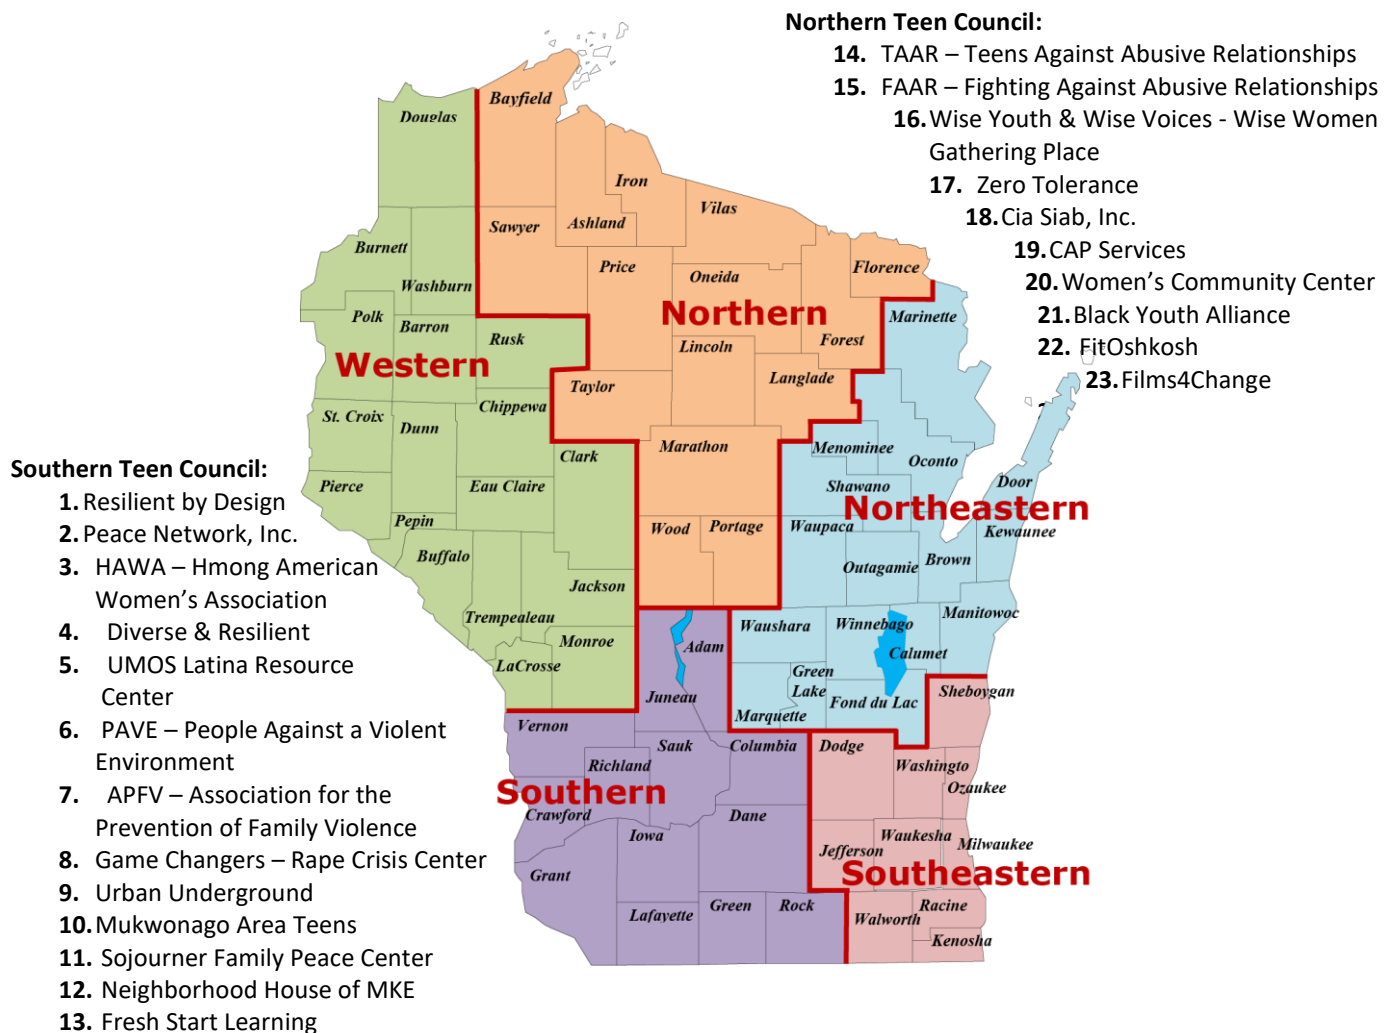 Northern Teen Council:
14. TAAR – Teens Against Abusive Relationships
15. FAAR – Fighting Against Abusive Relationships
16. Wise Youth & Wise Voices - Wise Women
Gathering Place
17. Zero Tolerance
18. Cia Siab, Inc.
19. CAP Services
20. Women's Community Center
21. Black Youth Alliance
22. FitOshkosh
23. Films4Change
Southern Teen Council:
1. Resilient by Design
2. Peace Network, Inc.
3. HAWA – Hmong American
Women's Association
4. Diverse & Resilient
5. UMOS Latina Resource
Center
6. PAVE – People Against a Violent
Environment
7. APFV – Association for the
Prevention of Family Violence
8. Game Changers – Rape Crisis Center
9. Urban Underground
10. Mukwonago Area Teens
11. Sojourner Family Peace Center
12. Neighborhood House of MKE
13. Fresh Start Learning
Western
Douglas
Burnett
Washburn
Polk
Barron
Rusk
St. Croix
Dunn
Chippewa
Pierce
Pepin
Eau Claire
Clark
Buffalo
Trempealeau
Jackson
LaCrosse
Monroe
Northern
Bayfield
Iron
Ashland
Vilas
Sawyer
Price
Oneida
Florence
Forest
Lincoln
Langlade
Taylor
Marathon
Wood
Portage
Northeastern
Marinette
Menominee
Oconto
Shawano
Door
Waupaca
Kewaunee
Outagamie
Brown
Waushara
Winnebago
Manitowoc
Calumet
Green
Lake
Marquette
Fond du Lac
Southern
Adam
Juneau
Vernon
Sauk
Columbia
Richland
Crawford
Dane
Iowa
Grant
Lafayette
Green
Rock
Southeastern
Sheboygan
Dodge
Washingto
Ozaukee
Jefferson
Waukesha
Milwaukee
Walworth
Racine
Kenosha